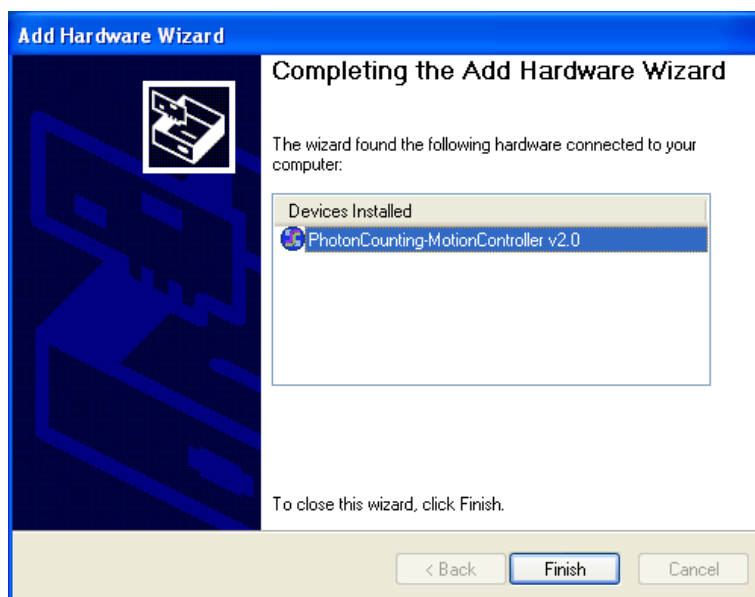 Add Hardware Wizard
Completing the Add Hardware Wizard
The wizard found the following hardware connected to your
computer:
Devices Installed
PhotonCounting-MotionController v2.0
To close this wizard, click Finish.
< Back
Finish
Cancel